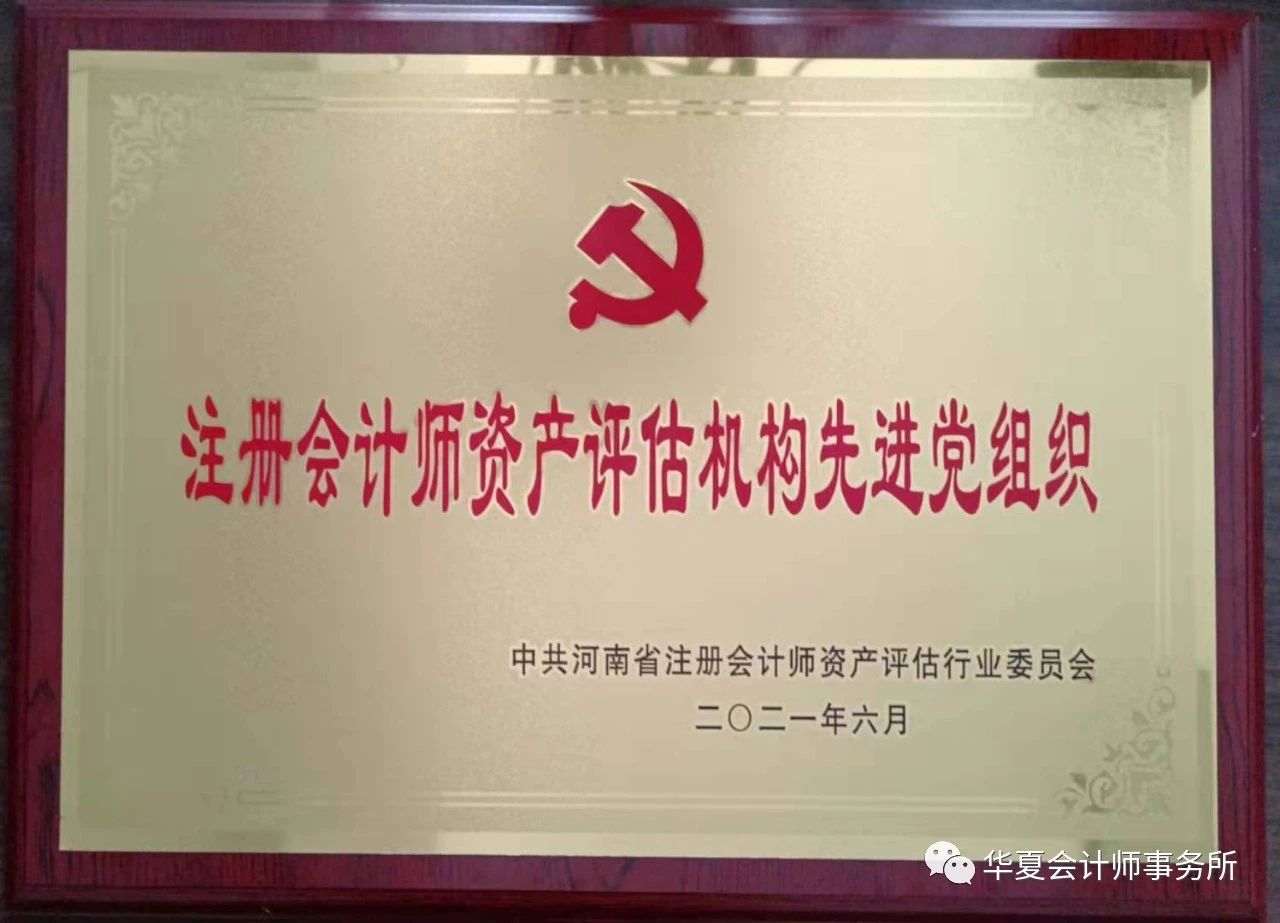 注册会计师资产评估机构先进党组织
中共河南省注册会计师资产评估行业委员会
二〇二一年六月
华夏会计师事务所